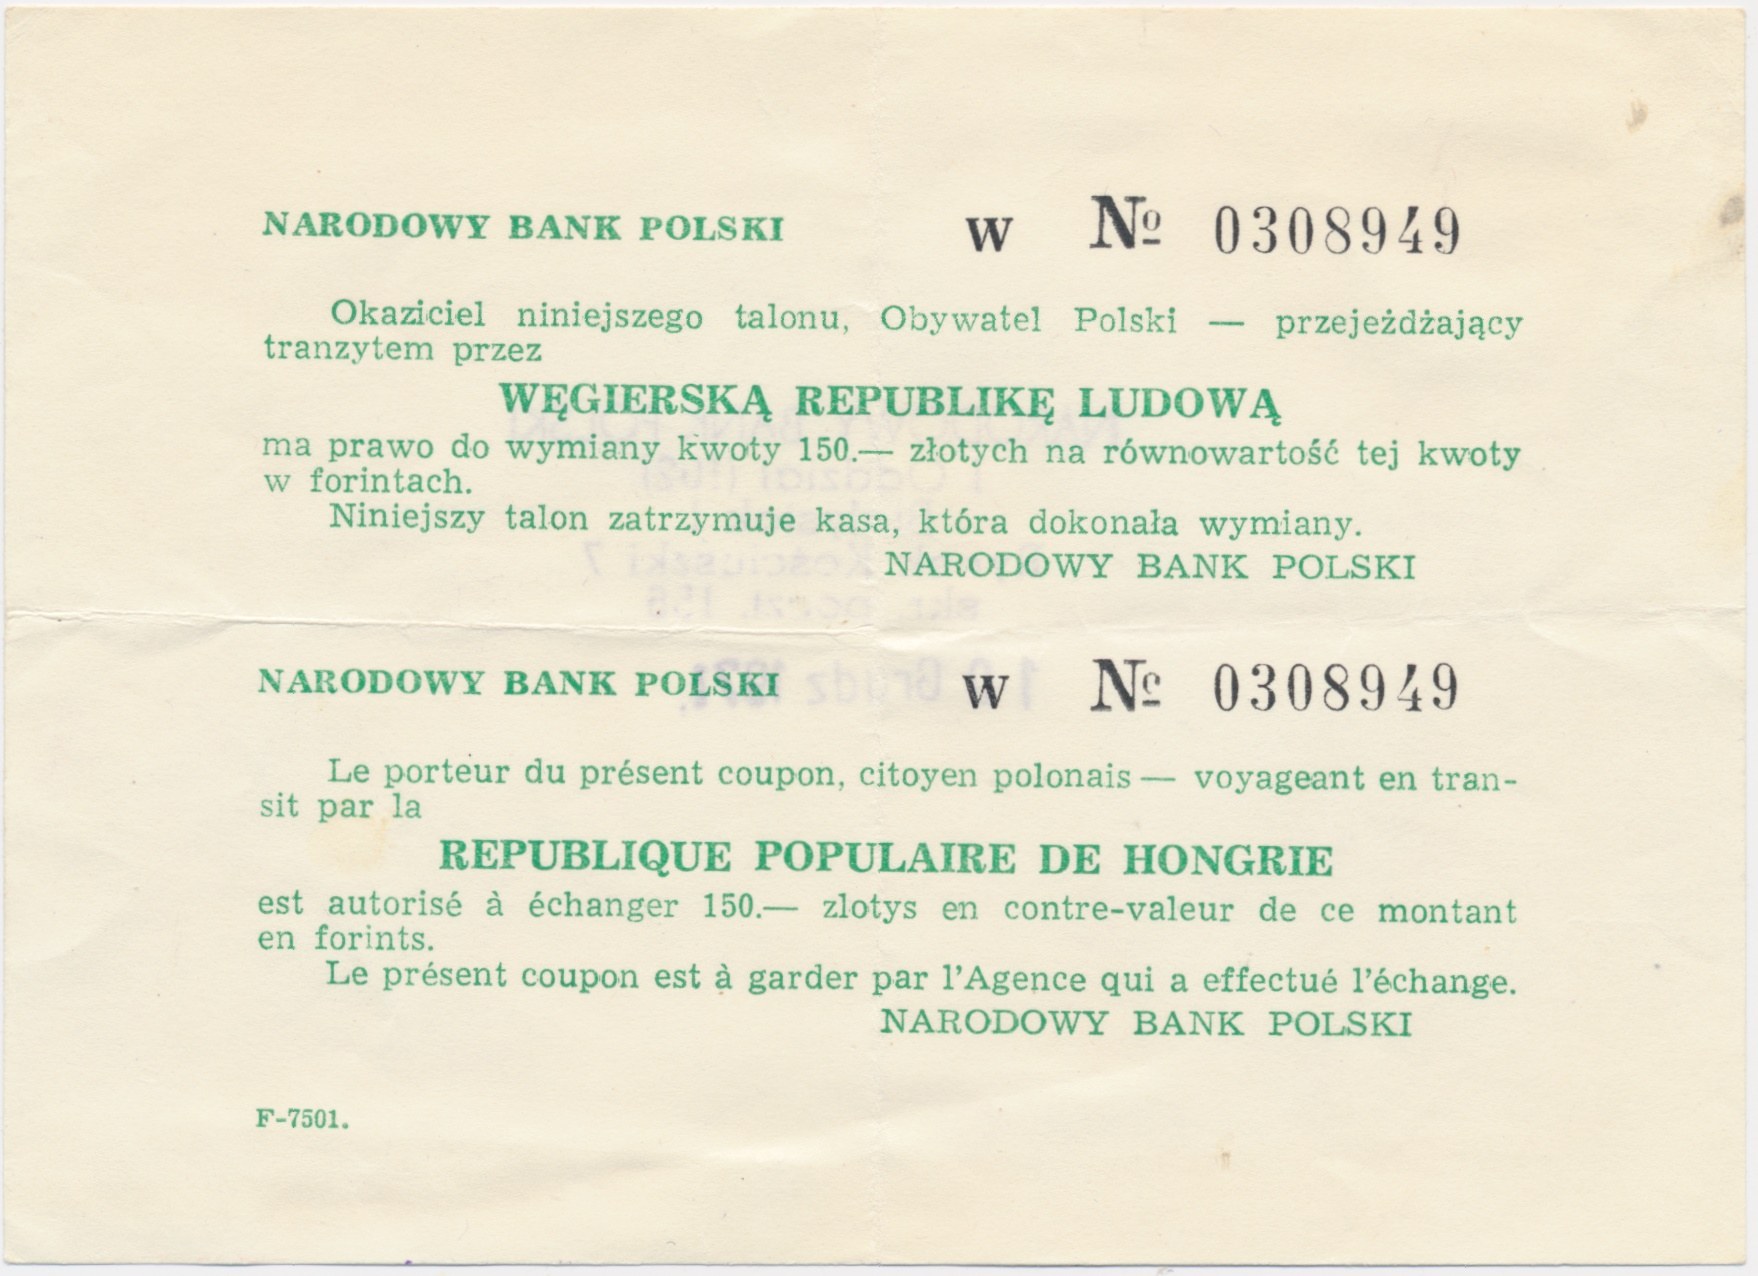 NARODOWY BANK POLSKI W № 0308949
Okaziciel niniejszego talonu, Obywatel Polski — przejeżdżający
tranzytem przez
WĘGIERSKĄ REPUBLIKĘ LUDOWĄ
ma prawo do wymiany kwoty 150.— złotych na równowartość tej kwoty
w forintach.
Niniejszy talon zatrzymuje kasa, która dokonała wymiany.
NARODOWY BANK POLSKI
NARODOWY BANK POLSKI W № 0308949
Le porteur du présent coupon, citoyen polonais — voyageant en tran-
sit par la
REPUBLIQUE POPULAIRE DE HONGRIE
est autorisé à échanger 150.— zlotys en contre-valeur de ce montant
en forints.
Le présent coupon est à garder par l'Agence qui a effectué l'échange.
NARODOWY BANK POLSKI
F-7501.